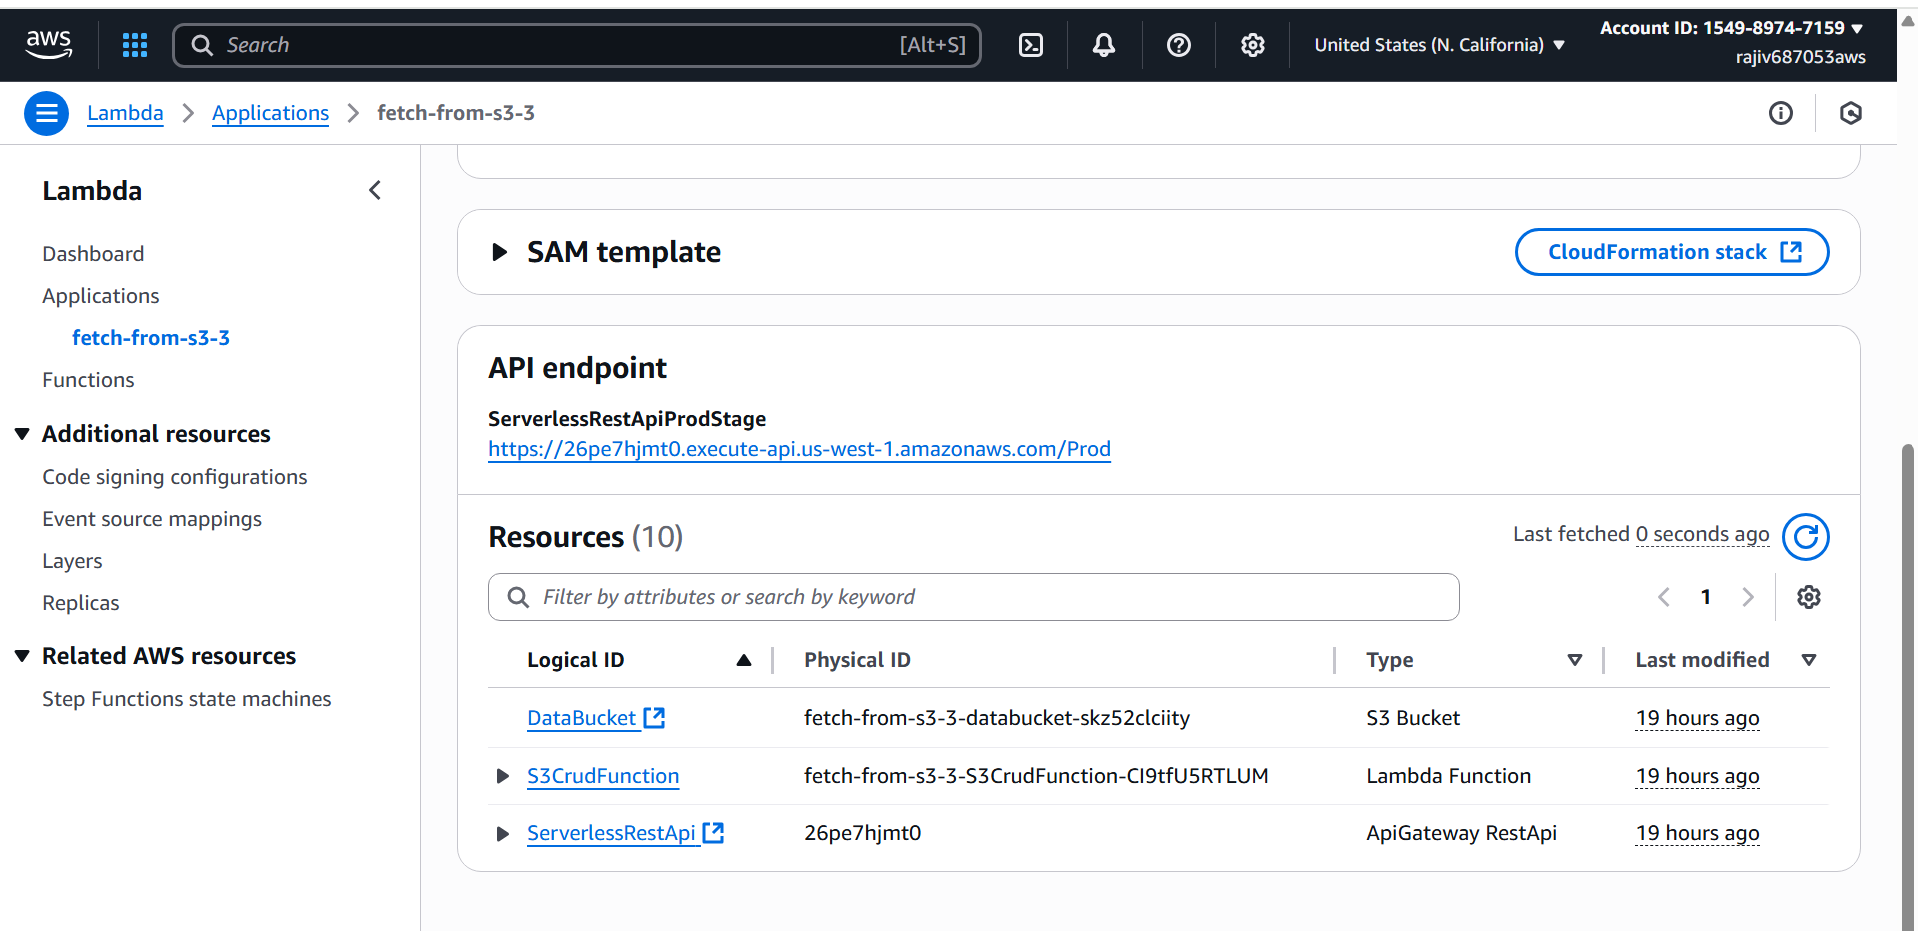 aws
Search [Alt+S]
United States (N. California)
Account ID: 1549-8974-7159
rajiv687053aws
Lambda
Applications
fetch-from-s3-3
Lambda
Dashboard
Applications
fetch-from-s3-3
Functions
Additional resources
Code signing configurations
Event source mappings
Layers
Replicas
Related AWS resources
Step Functions state machines
SAM template
CloudFormation stack
API endpoint
ServerlessRestApiProdStage
https://26pe7hjmt0.execute-api.us-west-1.amazonaws.com/Prod
Resources (10)
Last fetched 0 seconds ago
Filter by attributes or search by keyword
1
Logical ID Physical ID Type Last modified
DataBucket fetch-from-s3-3-databucket-skz52clciity S3 Bucket 19 hours ago
S3CrudFunction fetch-from-s3-3-S3CrudFunction-CI9tfU5RTLUM Lambda Function 19 hours ago
ServerlessRestApi 26pe7hjmt0 ApiGateway RestApi 19 hours ago